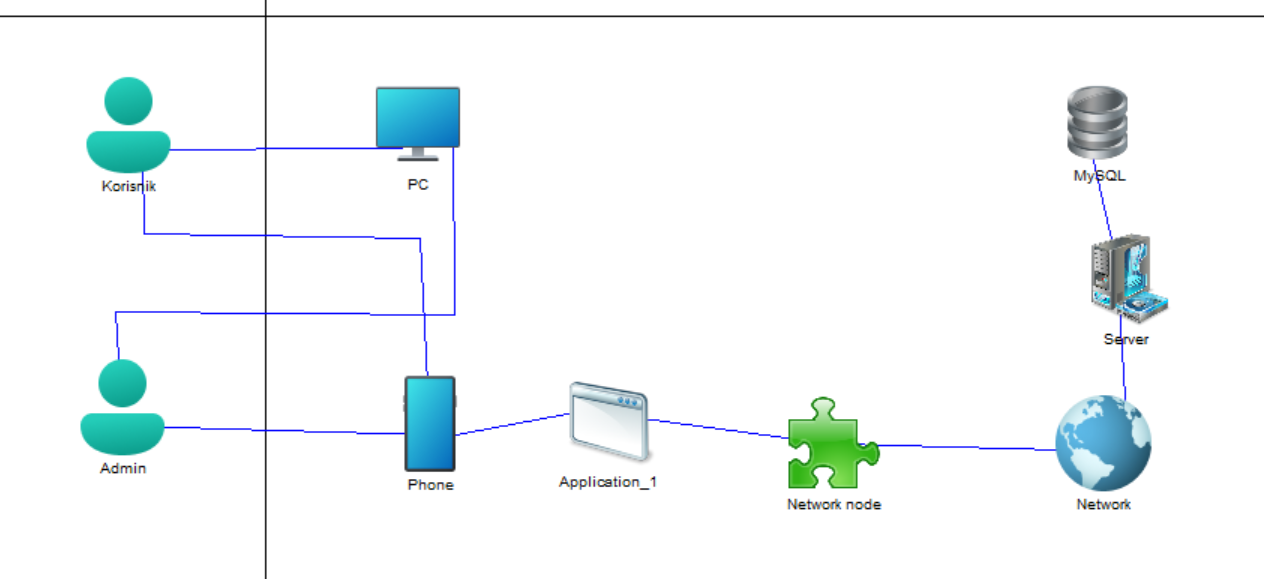 Korisnik
PC
MySQL
Server
Admin
Phone
Application_1
Network node
Network